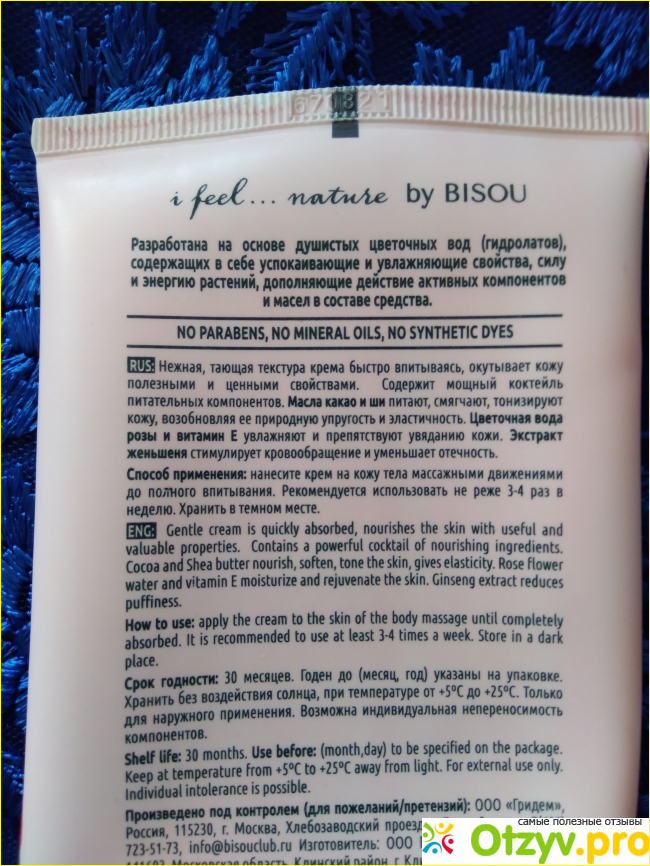 i feel... nature by BISOU
Разработана на основе душистых цветочных вод (гидролатов),
содержащих в себе успокаивающие и увлажняющие свойства, силу
и энергию растений, дополняющие действие активных компонентов
и масел в составе средства.
NO PARABENS, NO MINERAL OILS, NO SYNTHETIC DYES
RUS: Нежная, тающая текстура крема быстро впитываясь, окутывает кожу
полезными и ценными свойствами. Содержит мощный коктейль
питательных компонентов. Масла какао и ши питают, смягчают, тонизируют
кожу, возобновляя ее природную упругость и эластичность. Цветочная вода
розы и витамин Е увлажняют и препятствуют увяданию кожи. Экстракт
женьшеня стимулирует кровообращение и уменьшает отечность.
Способ применения: нанесите крем на кожу тела массажными движениями
до полного впитывания. Рекомендуется использовать не реже 3-4 раз в
неделю. Хранить в темном месте.
ENG: Gentle cream is quickly absorbed, nourishes the skin with useful and
valuable properties. Contains a powerful cocktail of nourishing ingredients.
Cocoa and Shea butter nourish, soften, tone the skin, gives elasticity. Rose flower
water and vitamin E moisturize and rejuvenate the skin. Ginseng extract reduces
puffiness.
How to use: apply the cream to the skin of the body massage until completely
absorbed. It is recommended to use at least 3-4 times a week. Store in a dark
place.
Срок годности: 30 месяцев. Годен до (месяц, год) указаны на упаковке.
Хранить без воздействия солнца, при температуре от +5°С до +25°С. Только
для наружного применения. Возможна индивидуальная непереносимость
компонентов.
Shelf life: 30 months. Use before: (month,day) to be specified on the package.
Keep at temperature from +5°C to +25°C away from light. For external use only.
Individual intolerance is possible.
Произведено под контролем (для пожеланий/претензий): ООО «Гридем»,
Россия, 115230, г. Москва, Хлебозаводский проезд
723-51-73, info@bisouclub.ru Изготовитель: ООО
Московская область, Клинский район, г. Кл
самые полезные отзывы
Otzyv.pro